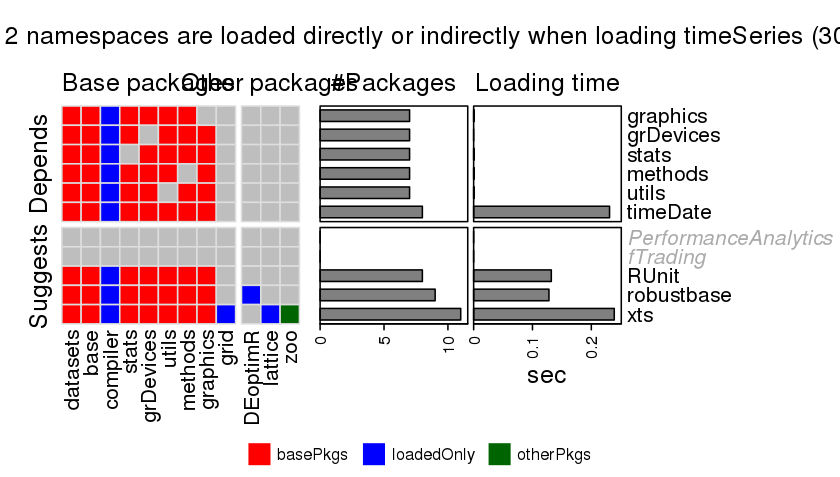 2 namespaces are loaded directly or indirectly when loading timeSeries (30
Base packages
Other packages
#Packages
Loading time
Depends
Suggests
graphics
grDevices
stats
methods
utils
timeDate
PerformanceAnalytics
fTrading
RUnit
robustbase
xts
datasets
base
compiler
stats
grDevices
utils
methods
graphics
grid
DEoptimR
lattice
zoo
0
5
10
0
0.1
0.2
sec
basePkgs
loadedOnly
otherPkgs